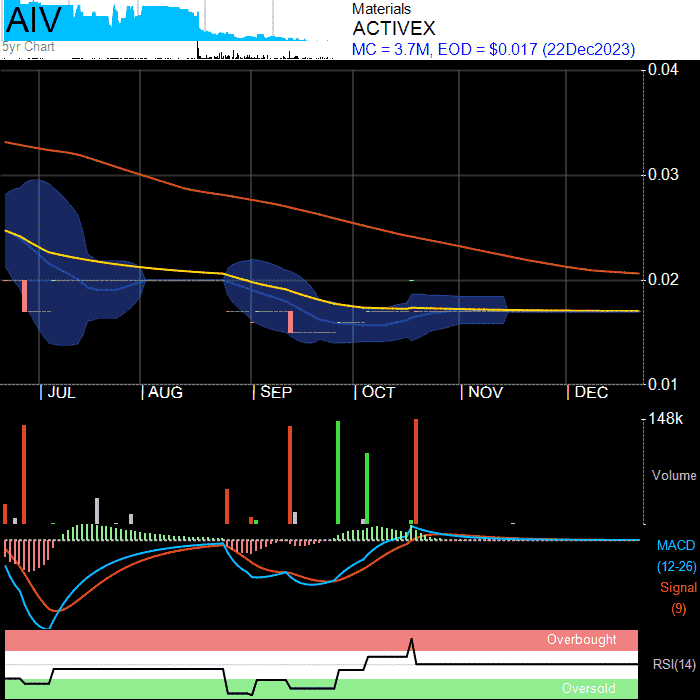 AIV
5yr Chart
Materials
ACTIVEX
MC = 3.7M, EOD = $0.017 (22Dec2023)
0.04
0.03
0.02
0.01
JUL
AUG
SEP
OCT
NOV
DEC
148k
Volume
MACD
(12-26)
Signal
(9)
Overbought
RSI(14)
Oversold